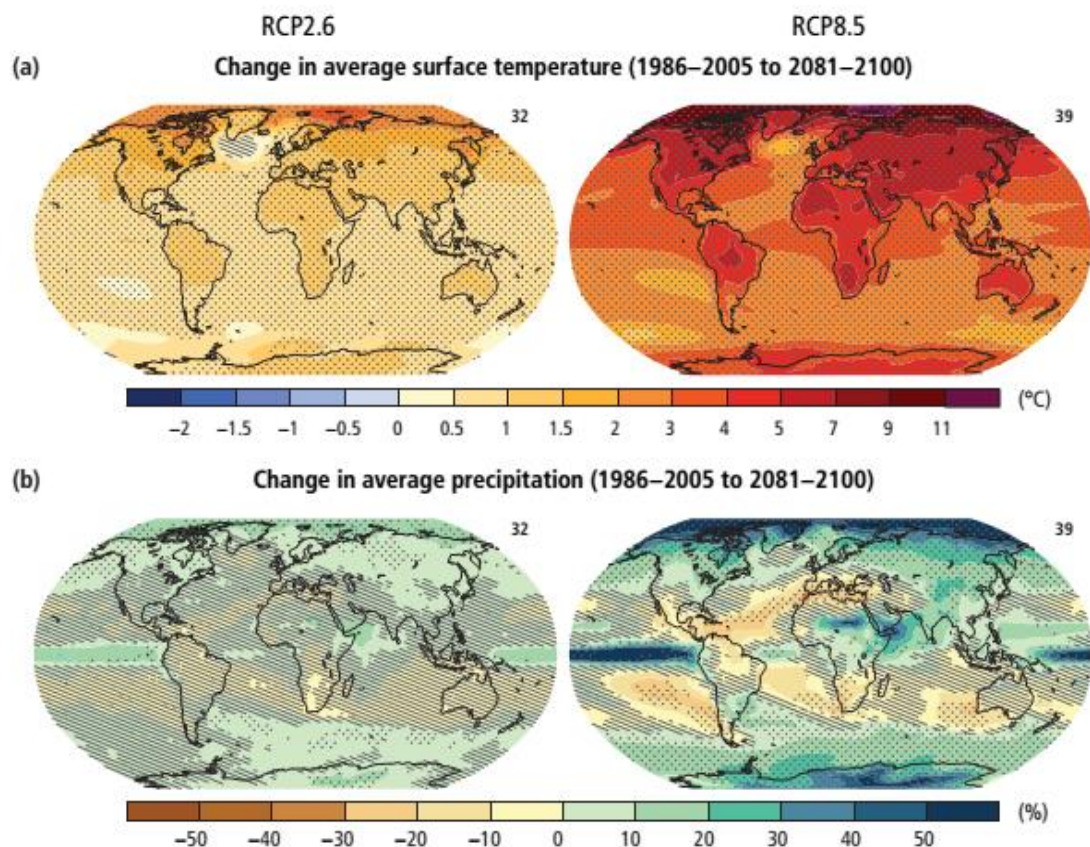 RCP2.6 RCP8.5
(a) Change in average surface temperature (1986–2005 to 2081–2100)
32 39
−2 −1.5 −1 −0.5 0 0.5 1 1.5 2 3 4 5 7 9 11 (°C)
(b) Change in average precipitation (1986–2005 to 2081–2100)
32 39
−50 −40 −30 −20 −10 0 10 20 30 40 50 (%)